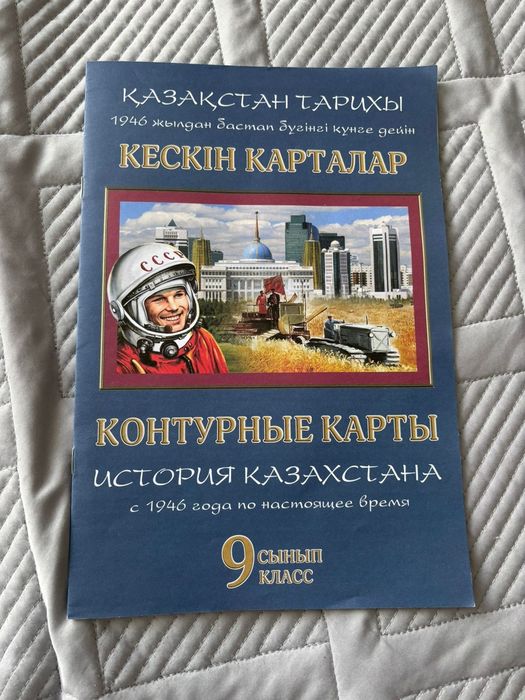 ҚАЗАҚСТАН ТАРИХЫ
1946 жылдан бастап бүгінгі күнге дейін
КЕСКІН КАРТАЛАР
СССР
КОНТУРНЫЕ КАРТЫ
ИСТОРИЯ КАЗАХСТАНА
с 1946 года по настоящее время
9 СЫНЫП
КЛАСС